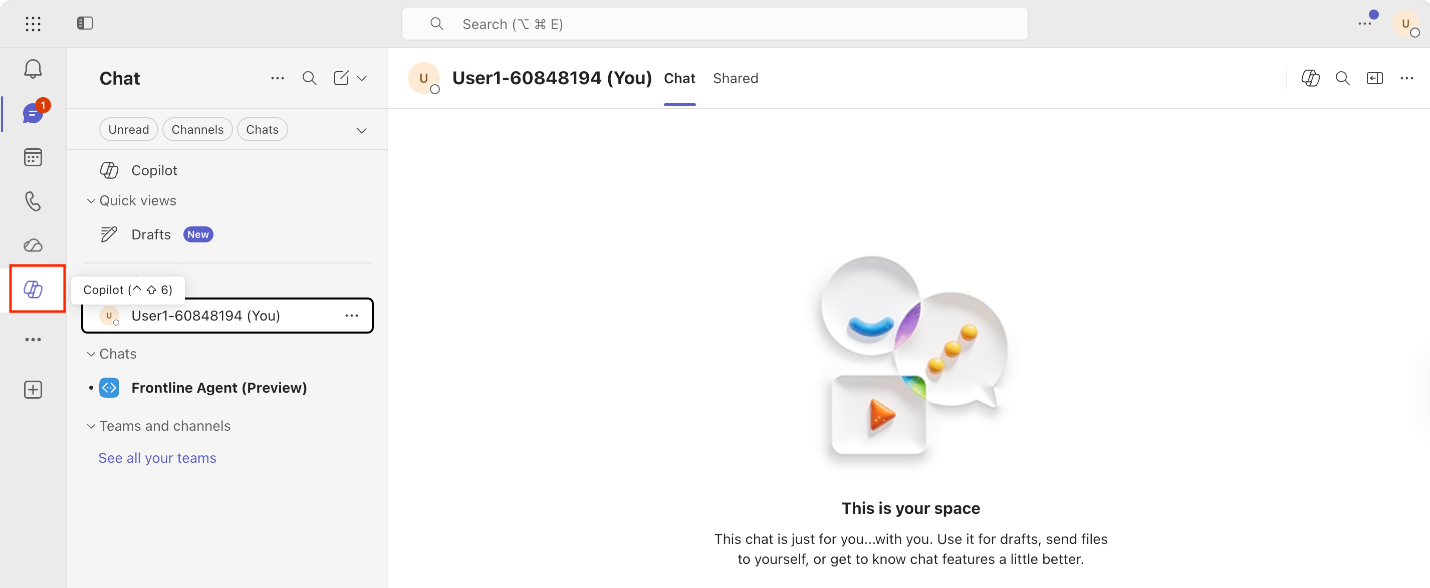 Search (⌥ ⌘ E)
U
1
Chat
Unread
Channels
Chats
Copilot
Quick views
Drafts
New
Copilot (^ ⇧ 6)
U
User1-60848194 (You)
Chats
Frontline Agent (Preview)
Teams and channels
See all your teams
U
User1-60848194 (You)
Chat
Shared
This is your space
This chat is just for you...with you. Use it for drafts, send files
to yourself, or get to know chat features a little better.